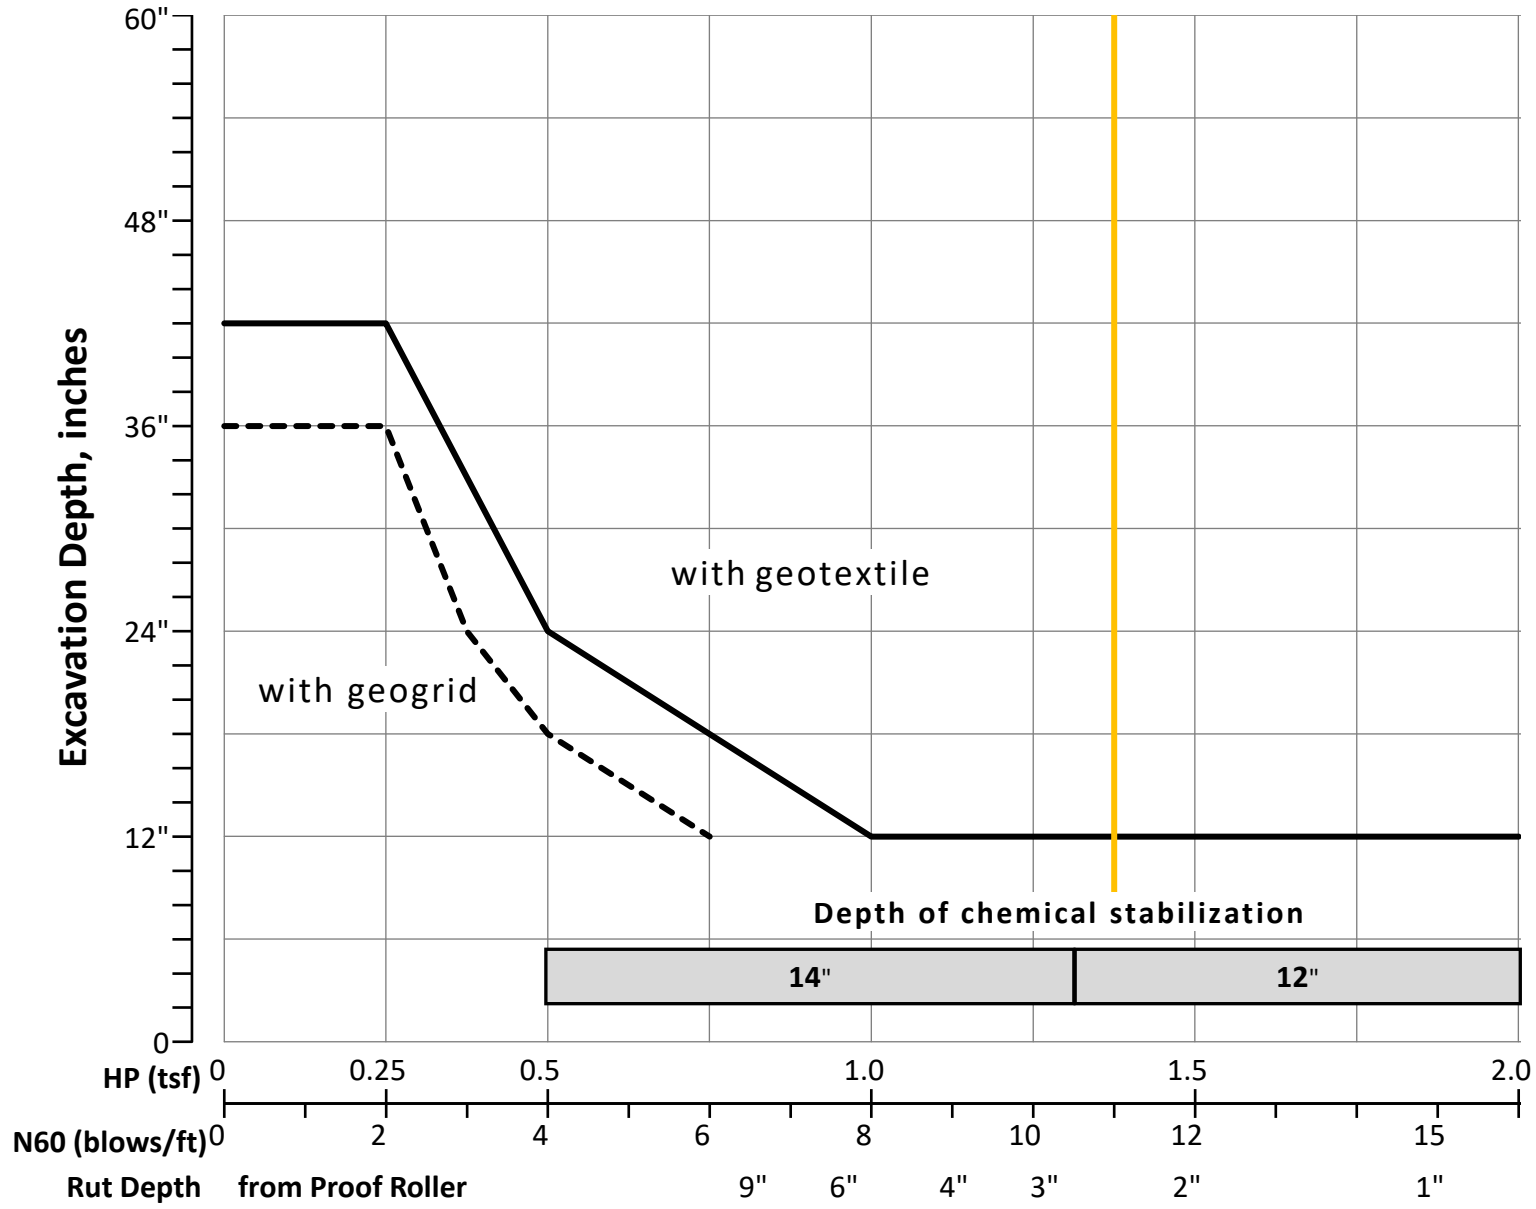 60"
48"
36"
24"
12"
0
Excavation Depth, inches
with geotextile
with geogrid
Depth of chemical stabilization
14" 12"
HP (tsf) 0 0.25 0.5 1.0 1.5 2.0
N60 (blows/ft) 0 2 4 6 8 10 12 15
Rut Depth from Proof Roller 9" 6" 4" 3" 2" 1"